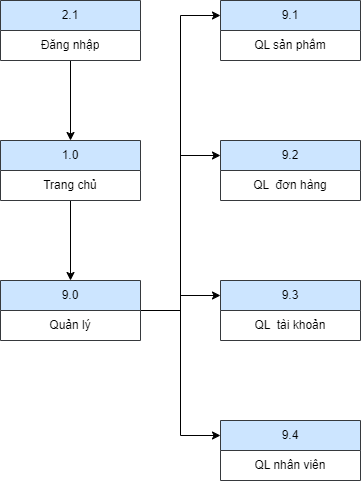 2.1
Đăng nhập
1.0
Trang chủ
9.0
Quản lý
9.1
QL sản phẩm
9.2
QL đơn hàng
9.3
QL tài khoản
9.4
QL nhân viên